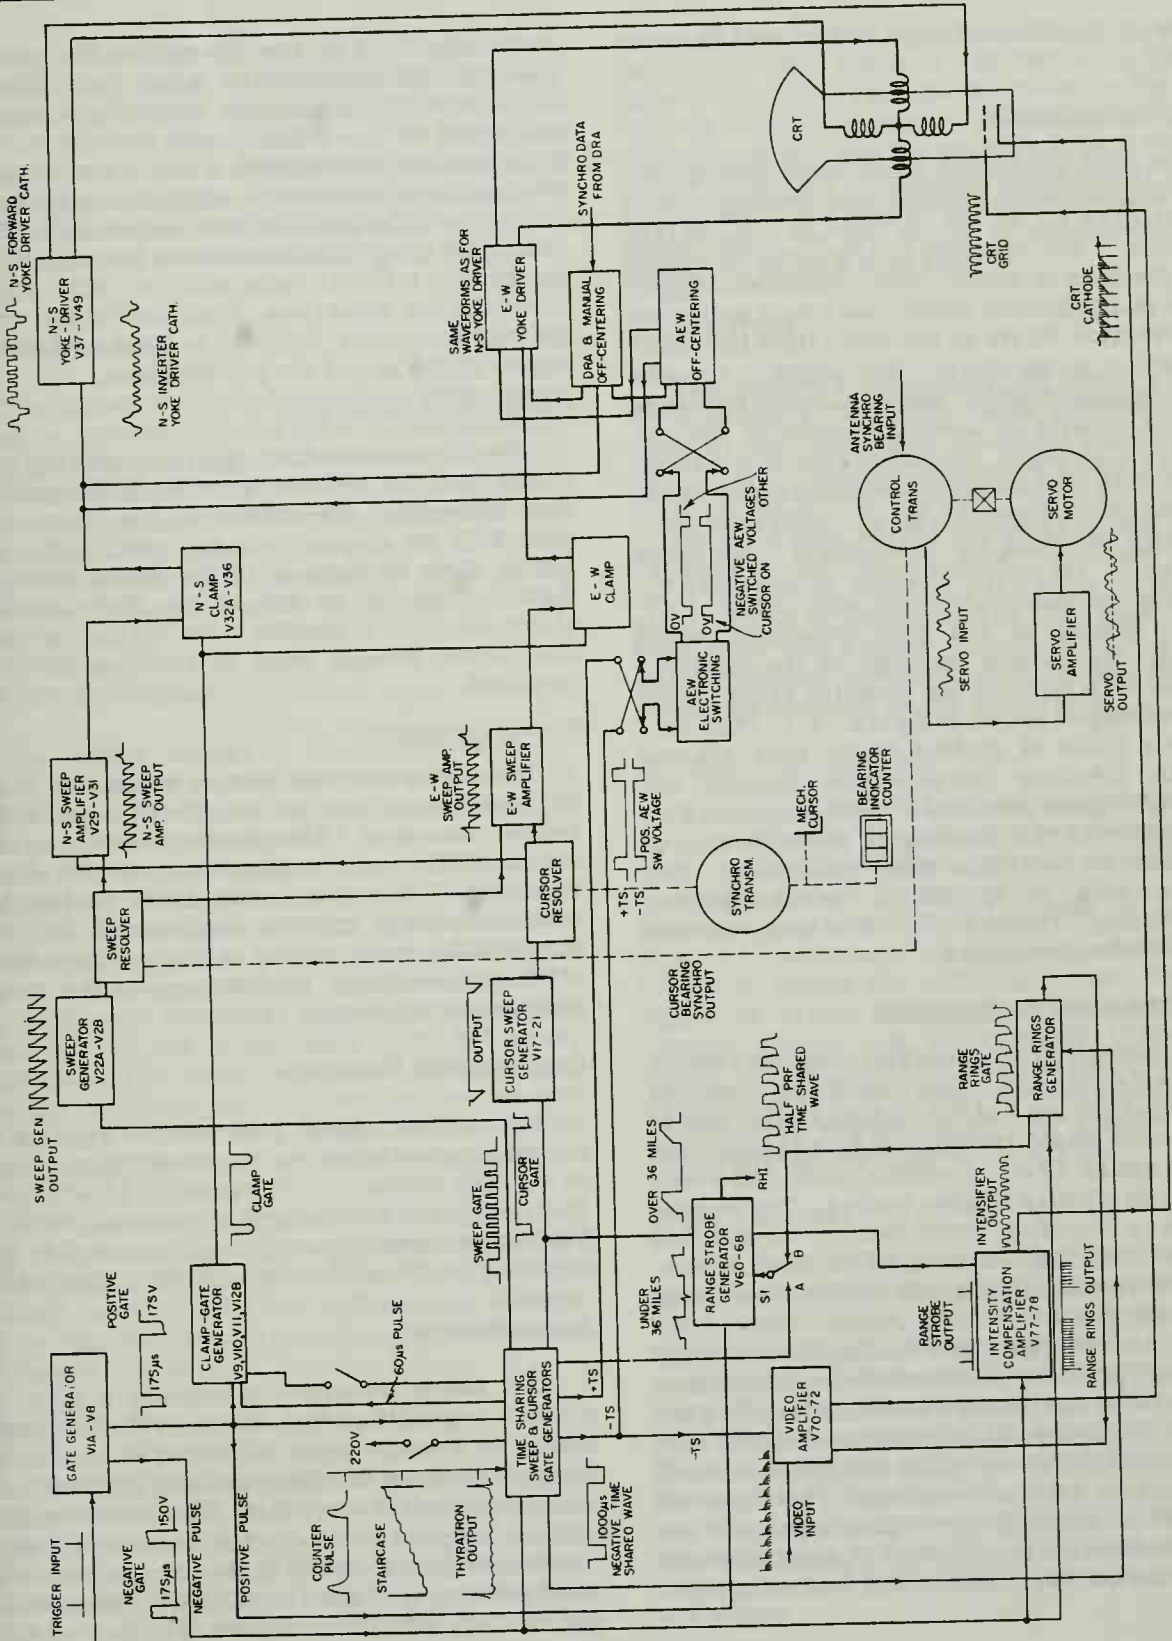 TRIGGER INPUT
GATE GENERATOR
V1A-V8
NEGATIVE
GATE
175µs
150V
NEGATIVE PULSE
POSITIVE PULSE
POSITIVE
GATE
175µs
175V
CLAMP-GATE
GENERATOR
V9,V10,V11,V12B
CLAMP
GATE
SWEEP GEN
OUTPUT
SWEEP
GENERATOR
V22A-V28
SWEEP
RESOLVER
N-S SWEEP
AMPLIFIER
V29-V31
N-S SWEEP
AMP. OUTPUT
N-S
CLAMP
V32A-V36
N-S
YOKE-DRIVER
V37-V49
N-S FORWARD
YOKE DRIVER CATH.
N-S INVERTER
YOKE DRIVER CATH.
COUNTER
PULSE
STAIRCASE
THYRATRON
OUTPUT
220V
60µs PULSE
TIME SHARING
SWEEP & CURSOR
GATE GENERATORS
SWEEP GATE
CURSOR GATE
OUTPUT
CURSOR SWEEP
GENERATOR
V17-21
CURSOR
RESOLVER
E-W SWEEP
AMP.
OUTPUT
E-W SWEEP
AMPLIFIER
E-W
CLAMP
SAME
WAVEFORMS AS FOR
N-S YOKE DRIVER
E-W
YOKE DRIVER
DRA & MANUAL
OFF-CENTERING
SYNCHRO DATA
FROM DRA
AEW
OFF-CENTERING
CRT
1000µs
NEGATIVE TIME
SHARED WAVE
+TS
-TS
-TS
+TS
-TS
POS. AEW
SW VOLTAGE
AEW
ELECTRONIC
SWITCHING
0V
0V
NEGATIVE AEW
SWITCHED VOLTAGES
CURSOR ON
OTHER
UNDER
36 MILES
OVER 36 MILES
RANGE STROBE
GENERATOR
V60-68
S1
A
B
RHI
HALF PRF
TIME SHARED
WAVE
CURSOR
BEARING
SYNCHRO
OUTPUT
SYNCHRO
TRANSM.
MECH.
CURSOR
BEARING
INDICATOR
COUNTER
SERVO INPUT
CONTROL
TRANS
ANTENNA
SYNCHRO
BEARING
INPUT
SERVO
MOTOR
SERVO
AMPLIFIER
SERVO
OUTPUT
CRT
GRID
CRT
CATHODE
VIDEO
INPUT
VIDEO
AMPLIFIER
V70-72
RANGE
STROBE
OUTPUT
INTENSITY
COMPENSATION
AMPLIFIER
V77-78
INTENSIFIER
OUTPUT
RANGE RINGS OUTPUT
RANGE
RINGS
GATE
RANGE RINGS
GENERATOR